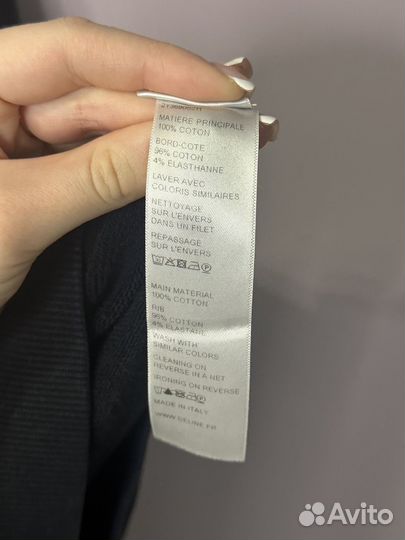 MATIÈRE PRINCIPALE
100% COTON
BORD-COTE
96% COTON
4% ELASTHANNE
LAVER AVEC
COLORIS SIMILAIRES
NETTOYAGE
SUR L'ENVERS
DANS UN FILET
REPASSAGE
SUR L'ENVERS
MAIN MATERIAL
100% COTTON
RIB
96% COTTON
4% ELASTANE
WASH WITH
SIMILAR COLORS
CLEANING ON
REVERSE IN A NET
IRONING ON REVERSE
MADE IN ITALY
WWW.CELINE.FR
Avito